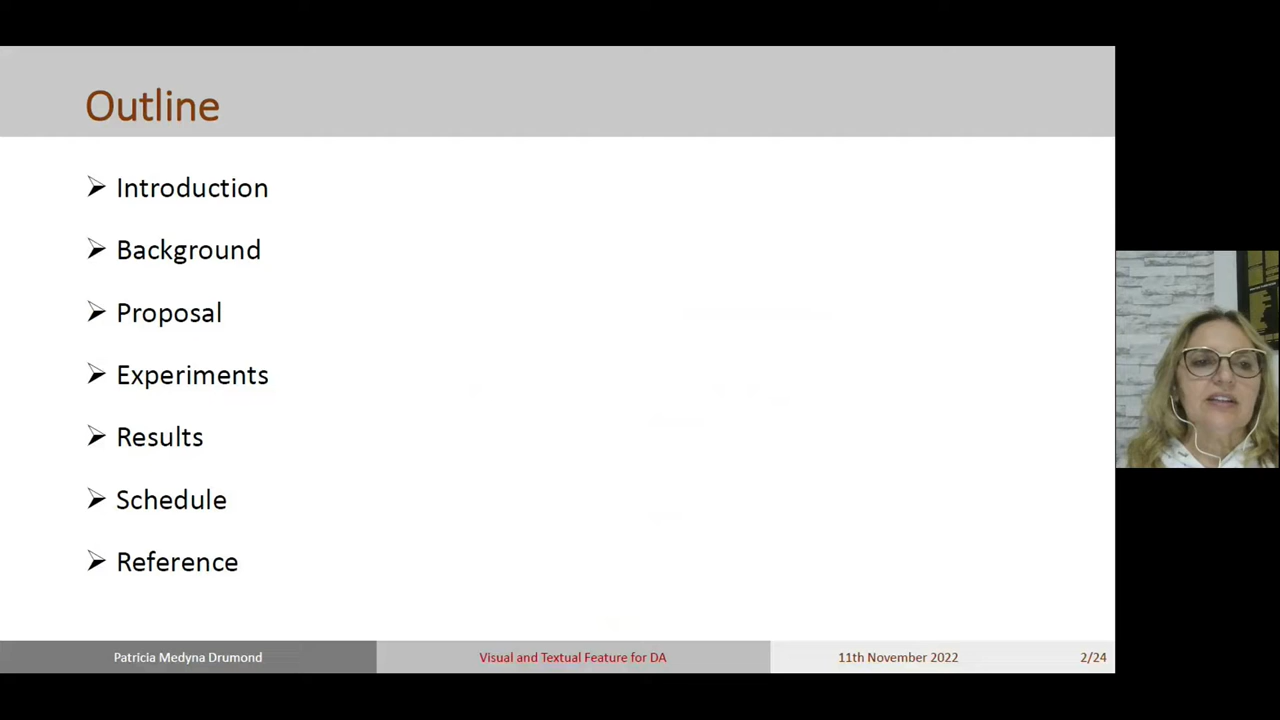 Outline
Introduction
Background
Proposal
Experiments
Results
Schedule
Reference
Patricia Medyna Drumond
Visual and Textual Feature for DA
11th November 2022
2/24